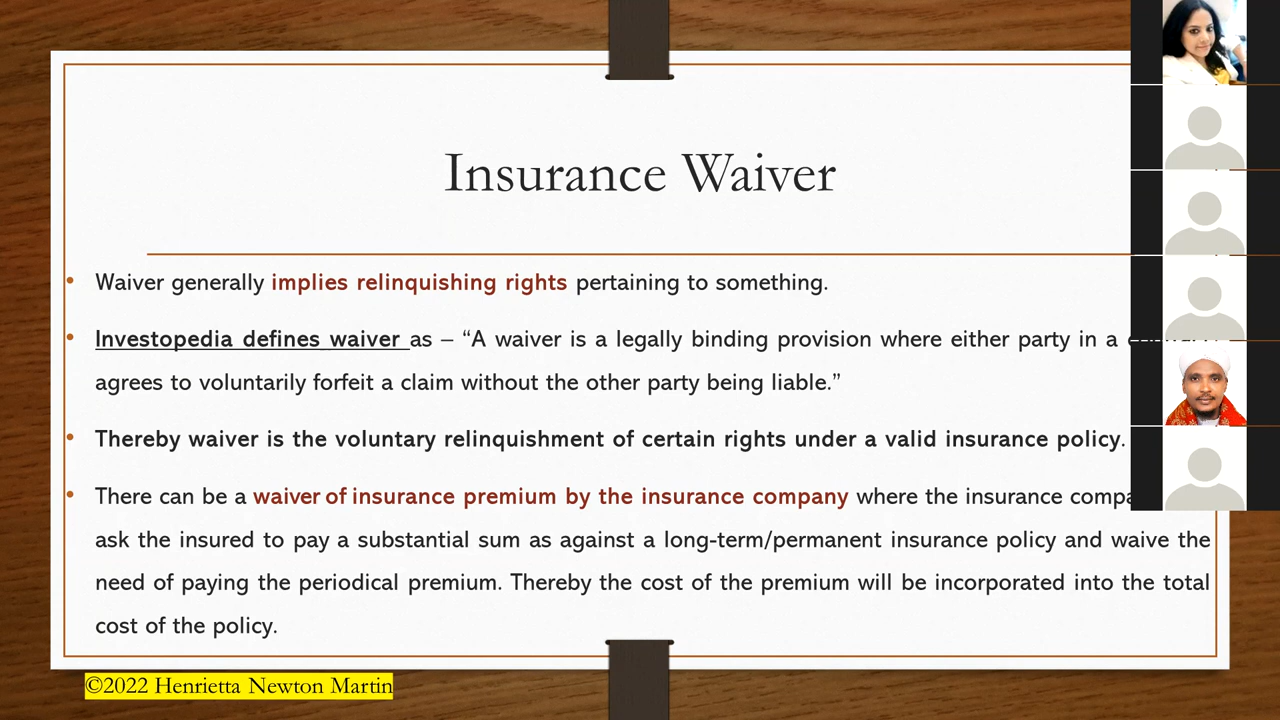 Insurance Waiver
• Waiver generally implies relinquishing rights pertaining to something.
• Investopedia defines waiver as – “A waiver is a legally binding provision where either party in a
agrees to voluntarily forfeit a claim without the other party being liable.”
• Thereby waiver is the voluntary relinquishment of certain rights under a valid insurance policy.
• There can be a waiver of insurance premium by the insurance company where the insurance
ask the insured to pay a substantial sum as against a long-term/permanent insurance policy and waive the
need of paying the periodical premium. Thereby the cost of the premium will be incorporated into the total
cost of the policy.
©2022 Henrietta Newton Martin